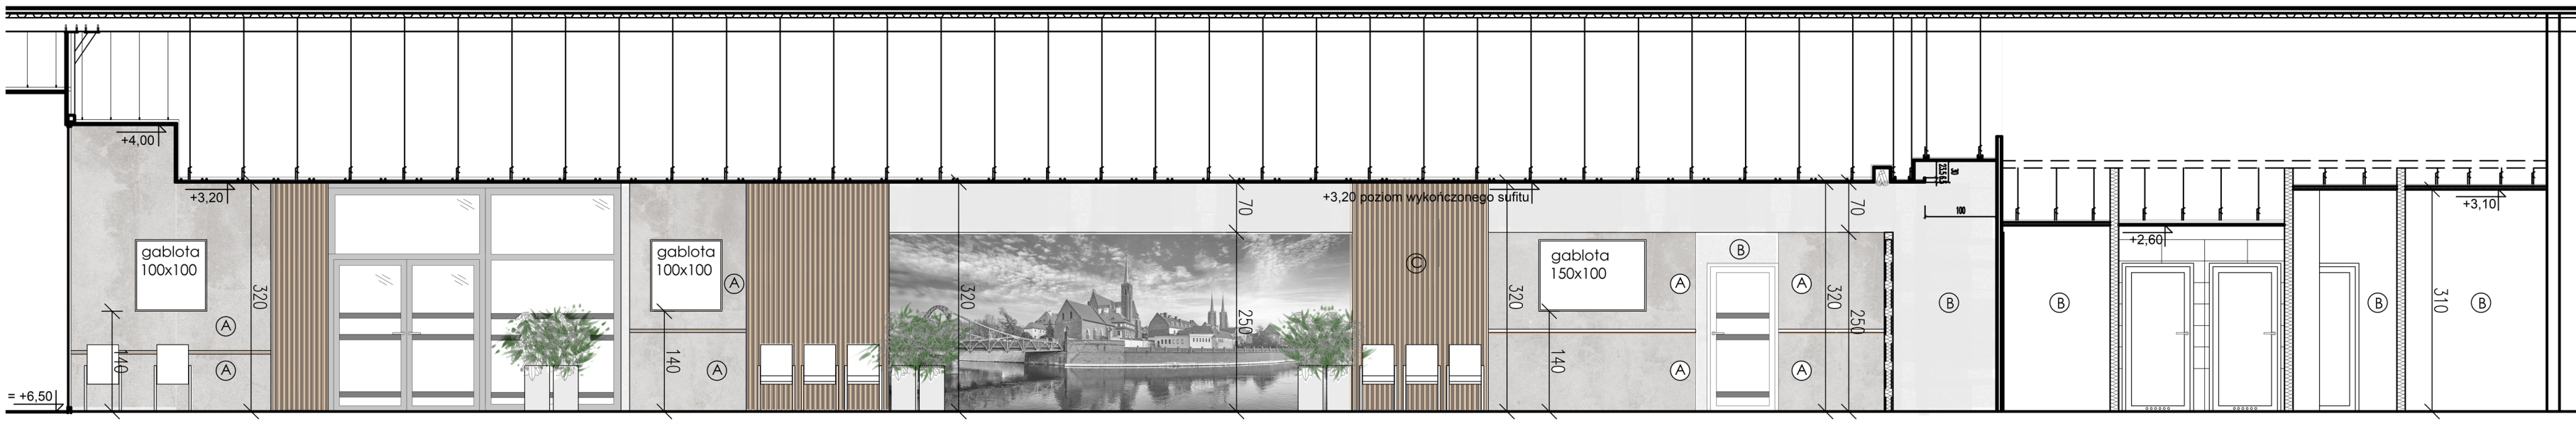 +4,00
+3,20
gablota
100x100
320
A
A
140
= +6,50
gablota
100x100
A
A
140
320
70
250
+3,20 poziom wykończonego sufitu
C
320
gablota
150x100
140
A
A
B
A
A
320
70
250
100
30
B
B
+2,60
B
310
+3,10
B